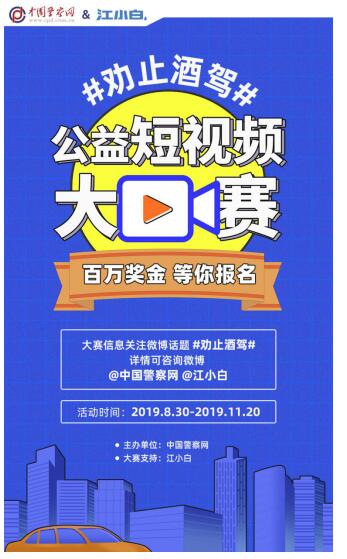 中国警察网 & 江小白
www.cpd.com.cn
#劝止酒驾#
公益短视频
大赛
百万奖金 等你报名
大赛信息关注微博话题 #劝止酒驾#
详情可咨询微博
@中国警察网 @江小白
活动时间：2019.8.30-2019.11.20
主办单位：中国警察网
大赛支持：江小白